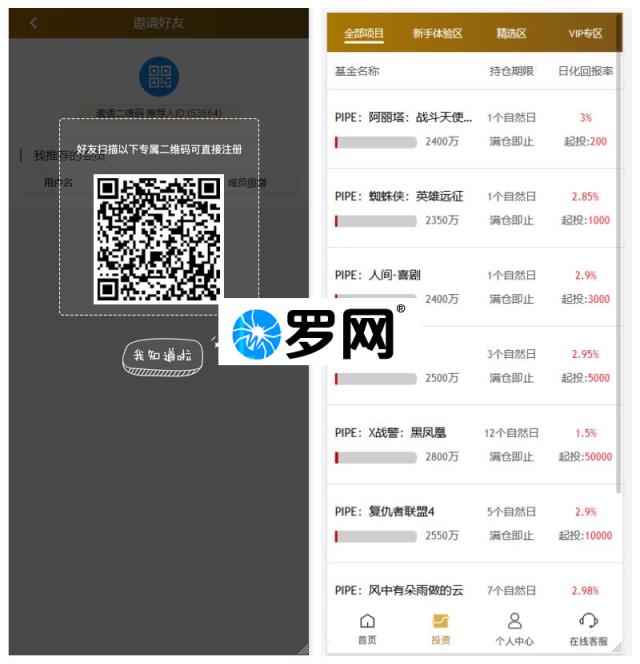 邀请好友
邀请二维码 推荐人ID:(53564)
好友扫描以下专属二维码可直接注册
我推荐的会员
用户名
成员级别
我知道啦
罗网®
全部项目 新手体验区 精选区 VIP专区
基金名称 持仓期限 日化回报率
PIPE：阿丽塔：战斗天使... 1个自然日 3%
2400万 满仓即止 起投:200
PIPE：蜘蛛侠：英雄远征 1个自然日 2.85%
2350万 满仓即止 起投:1000
PIPE：人间·喜剧 1个自然日 2.9%
2400万 满仓即止 起投:3000
3个自然日 2.95%
2500万 满仓即止 起投:5000
PIPE：X战警：黑凤凰 12个自然日 1.5%
2800万 满仓即止 起投:50000
PIPE：复仇者联盟4 5个自然日 2.9%
2550万 满仓即止 起投:10000
PIPE：风中有朵雨做的云 7个自然日 2.98%
首页 投资 个人中心 在线客服